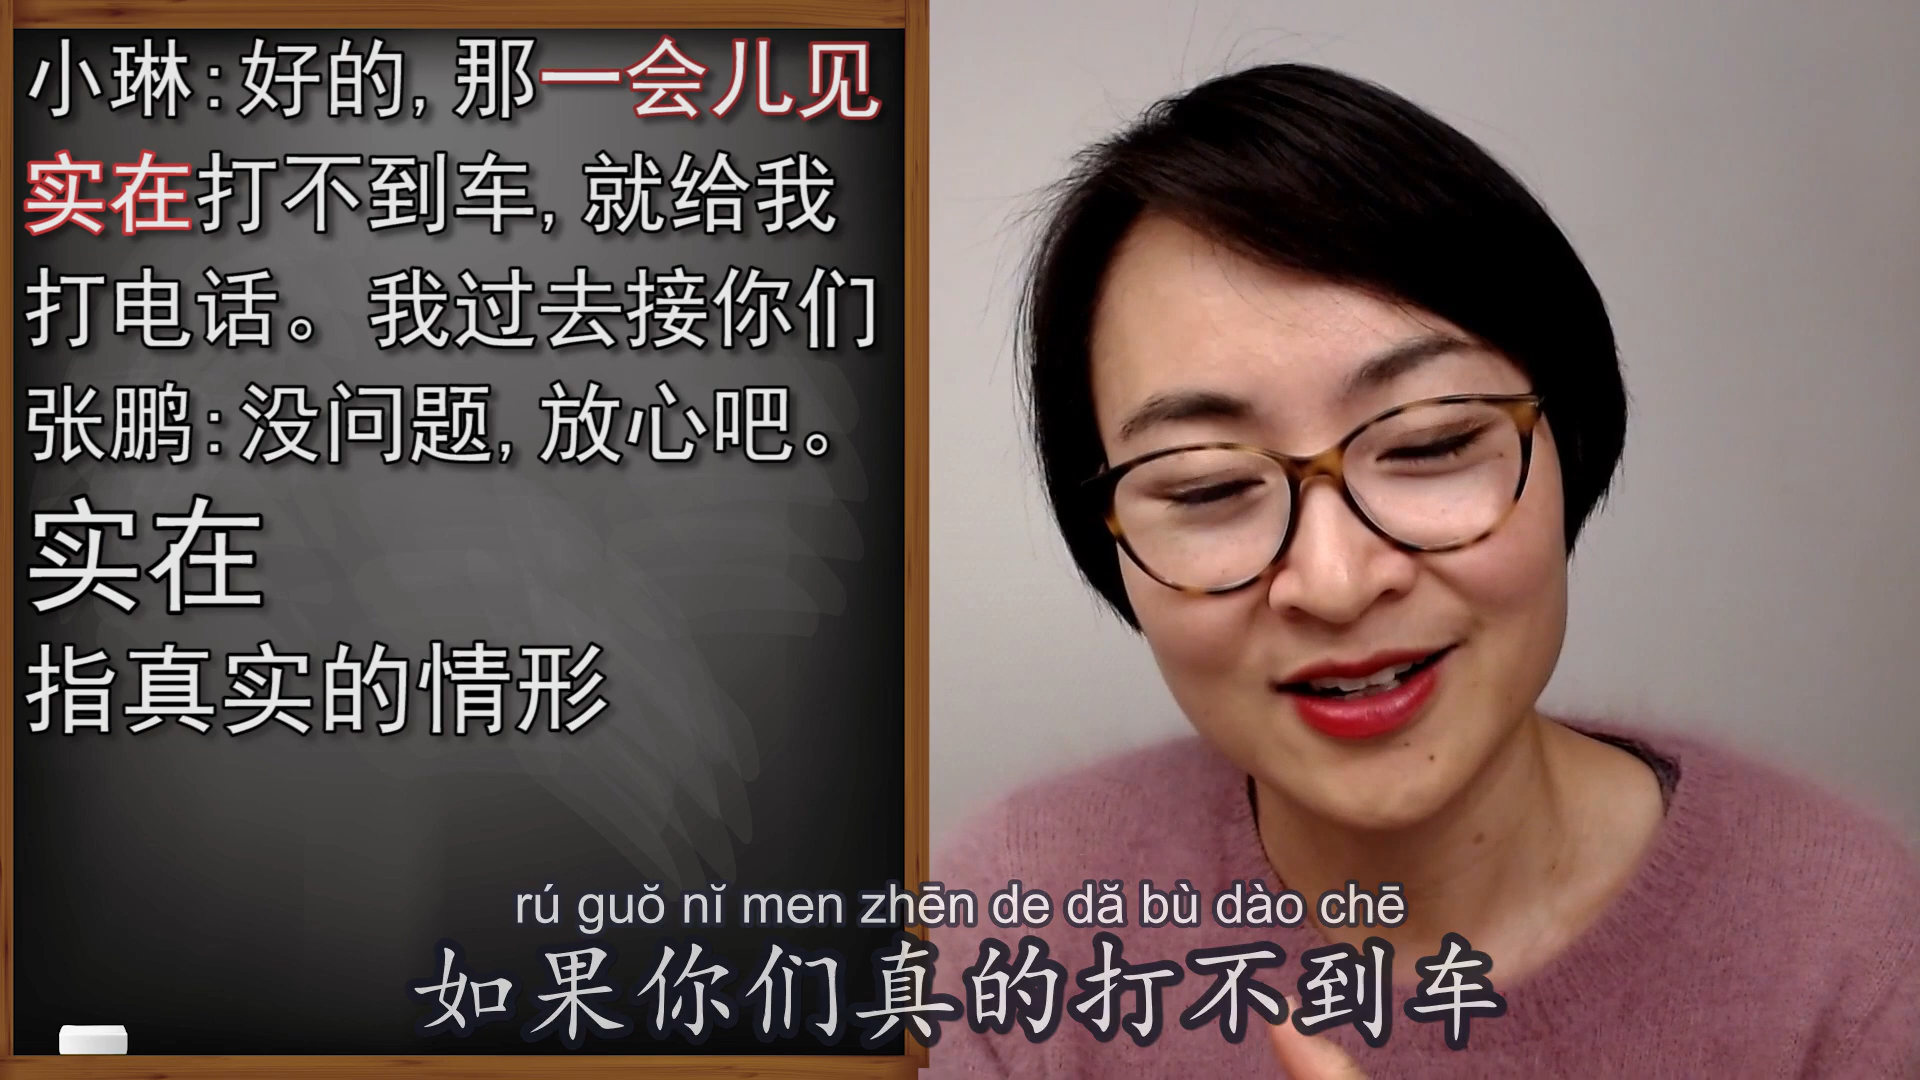 小琳:好的,那一会儿见
实在打不到车,就给我
打电话。我过去接你们
张鹏:没问题,放心吧。
实在
指真实的情形
rú guǒ nǐ men zhēn de dǎ bù dào chē
如果你们真的打不到车